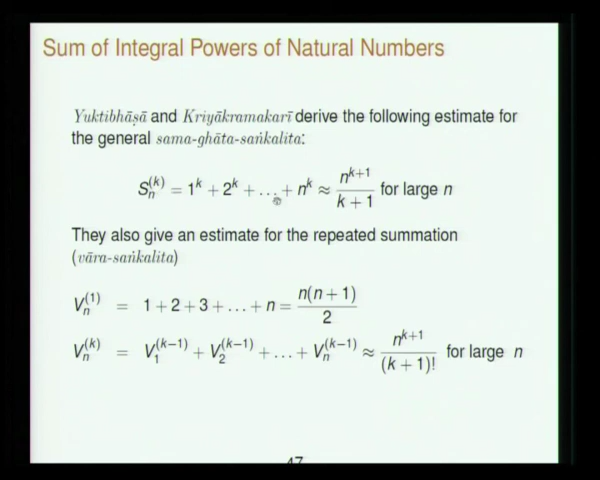 Sum of Integral Powers of Natural Numbers
Yuktibhāṣā and Kriyākramakarī derive the following estimate for
the general sama-ghāta-saṅkalita:
S_n^{(k)} = 1^k + 2^k + ... + n^k ≈ \frac{n^{k+1}}{k+1} for large n
They also give an estimate for the repeated summation
(vāra-saṅkalita)
V_n^{(1)} = 1 + 2 + 3 + ... + n = \frac{n(n+1)}{2}
V_n^{(k)} = V_1^{(k-1)} + V_2^{(k-1)} + ... + V_n^{(k-1)} ≈ \frac{n^{k+1}}{(k+1)!} for large n
47